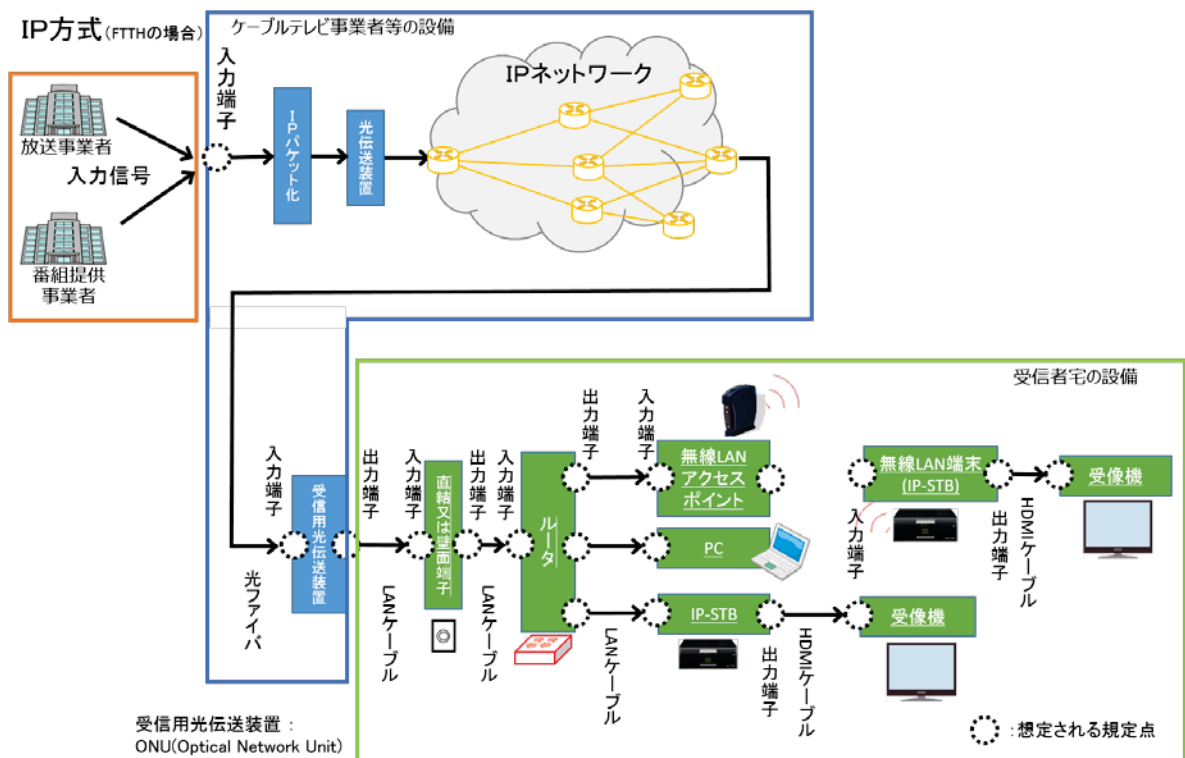 IP方式(FTTHの場合)
ケーブルテレビ事業者等の設備
放送事業者
入力信号
番組提供
事業者
入力端子
IPパケット化
光伝送装置
IPネットワーク
受信者宅の設備
入力端子
光ファイバ
受信用光伝送装置
出力端子
LANケーブル
入力端子
直結又は壁面端子
出力端子
LANケーブル
入力端子
ルータ
出力端子
入力端子
無線LAN
アクセス
ポイント
PC
LANケーブル
IP-STB
出力端子
HDMIケーブル
受像機
入力端子
無線LAN端末
(IP-STB)
出力端子
HDMIケーブル
受像機
受信用光伝送装置：
ONU(Optical Network Unit)
：想定される規定点